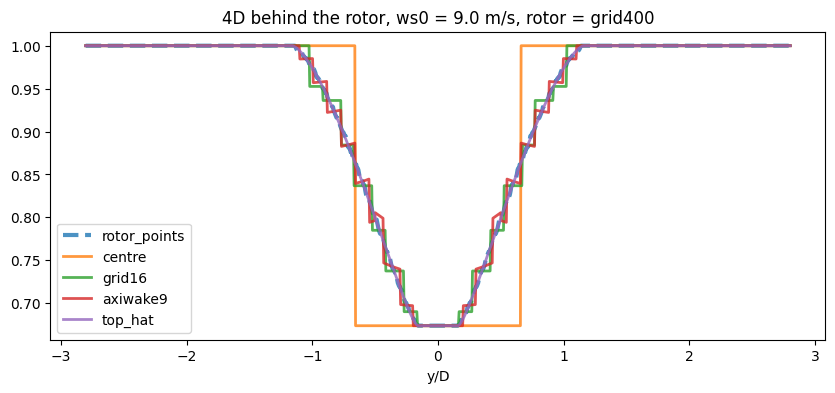 4D behind the rotor, ws0 = 9.0 m/s, rotor = grid400
1.00
0.95
0.90
0.85
0.80
0.75
0.70
rotor_points
centre
grid16
axiwake9
top_hat
−3
−2
−1
0
1
2
3
y/D